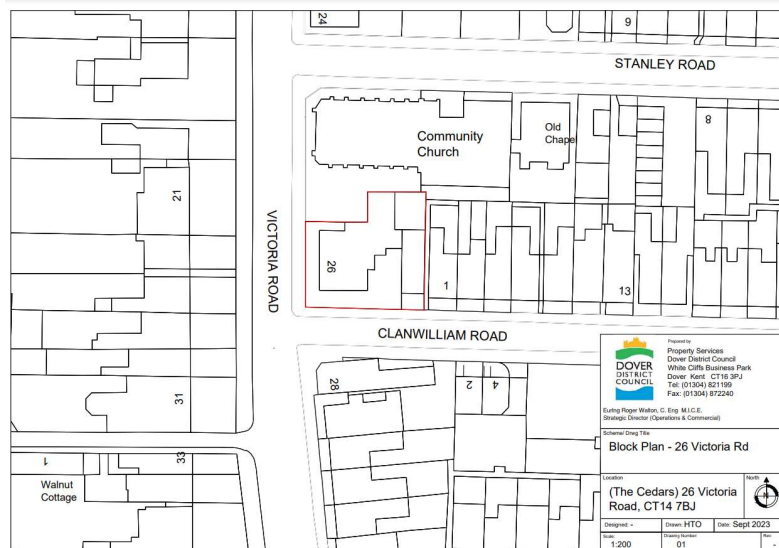 24
9
STANLEY ROAD
Community
Church
Old
Chapel
8
21
VICTORIA ROAD
26
1
13
CLANWILLIAM ROAD
28
2
4
31
33
1
Walnut
Cottage
DOVER
DISTRICT
COUNCIL
Prepared by
Property Services
Dover District Council
White Cliffs Business Park
Dover Kent CT16 3PJ
Tel: (01304) 821199
Fax: (01304) 872240
EurIng Roger Walton, C. Eng M.I.C.E.
Strategic Director (Operations & Commercial)
Scheme/ Drwg Title
Block Plan - 26 Victoria Rd
Location
(The Cedars) 26 Victoria
Road, CT14 7BJ
North
N
Designed: -
Drawn: HTO
Date: Sept 2023
Scale:
1:200
Drawing Number:
01
Rev:
-